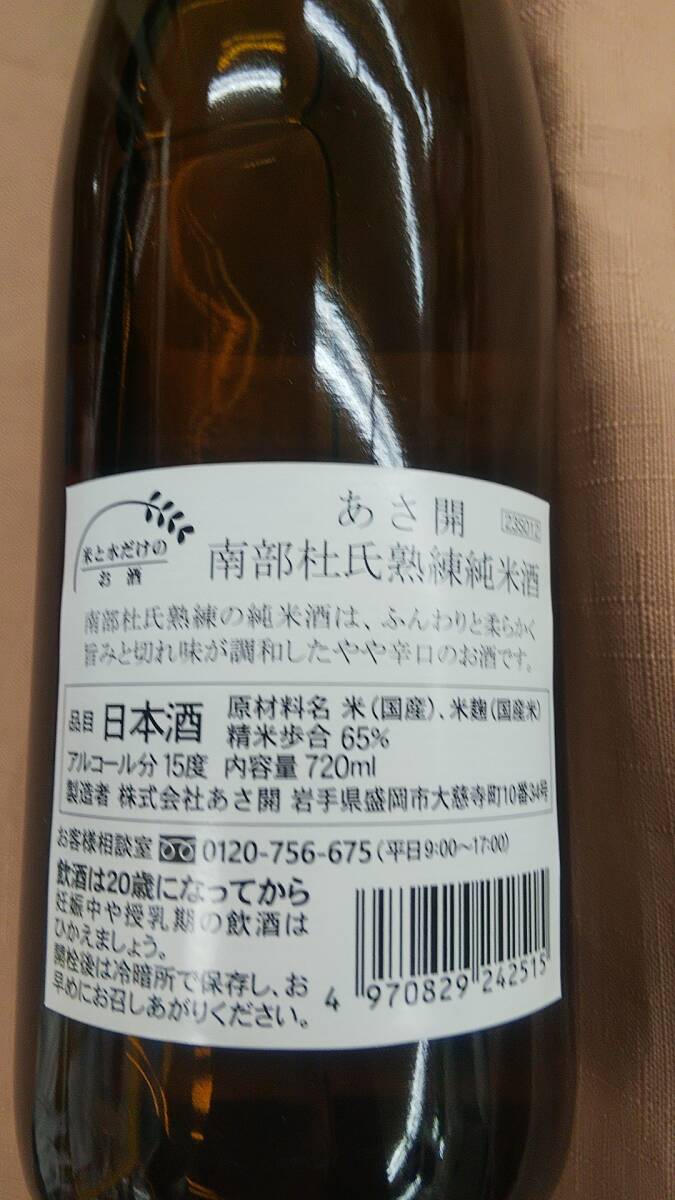 米と水だけの
お酒
あさ開
23S012
南部杜氏熟練純米酒
南部杜氏熟練の純米酒は、ふんわりと柔らかく
旨みと切れ味が調和したやや辛口のお酒です。
品目 日本酒
原材料名 米（国産）、米麹（国産米）
精米歩合 65%
アルコール分 15度 内容量 720ml
製造者 株式会社あさ開 岩手県盛岡市大慈寺町10番34号
お客様相談室 0120-756-675（平日9:00〜17:00）
飲酒は20歳になってから
妊娠中や授乳期の飲酒は
ひかえましょう。
開栓後は冷暗所で保存し、お
早めにお召しあがりください。
4 970829 242515